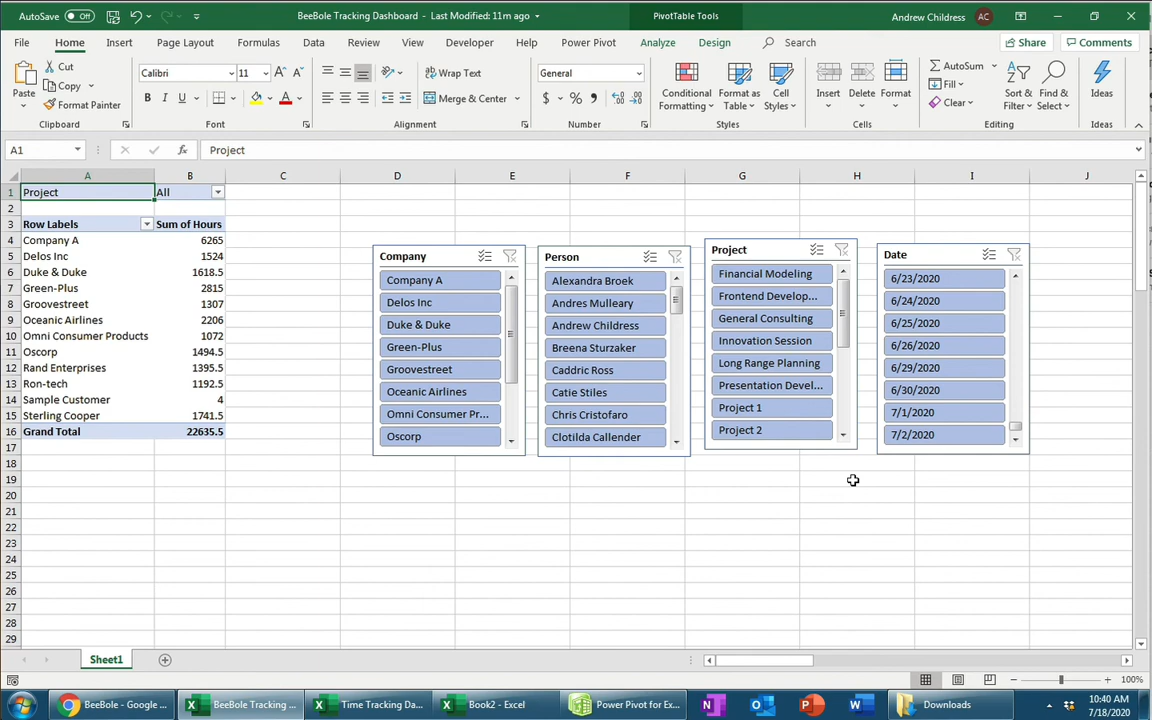 AutoSave Off
BeeBole Tracking Dashboard - Last Modified: 11m ago
PivotTable Tools
Andrew Childress AC
File Home Insert Page Layout Formulas Data Review View Developer Help Power Pivot Analyze Design Search Share Comments
Paste Cut Copy Format Painter
Calibri 11
B I U A
Wrap Text
Merge & Center
General
$ % ,
Conditional Formatting
Format as Table
Cell Styles
Insert Delete Format
AutoSum
Fill
Clear
Sort & Filter
Find & Select
Ideas
Clipboard Font Alignment Number Styles Cells Editing Ideas
A1 fx Project
A B C D E F G H I J
1 Project All
2
3 Row Labels Sum of Hours
4 Company A 6265
5 Delos Inc 1524
6 Duke & Duke 1618.5
7 Green-Plus 2815
8 Groovestreet 1307
9 Oceanic Airlines 2206
10 Omni Consumer Products 1072
11 Oscorp 1494.5
12 Rand Enterprises 1395.5
13 Ron-tech 1192.5
14 Sample Customer 4
15 Sterling Cooper 1741.5
16 Grand Total 22635.5
17
18
19
20
21
22
23
24
25
26
27
28
29
Company
Company A
Delos Inc
Duke & Duke
Green-Plus
Groovestreet
Oceanic Airlines
Omni Consumer Pr...
Oscorp
Person
Alexandra Broek
Andres Mulleary
Andrew Childress
Breena Sturzaker
Caddric Ross
Catie Stiles
Chris Cristofaro
Clotilda Callender
Project
Financial Modeling
Frontend Develop...
General Consulting
Innovation Session
Long Range Planning
Presentation Devel...
Project 1
Project 2
Date
6/23/2020
6/24/2020
6/25/2020
6/26/2020
6/29/2020
6/30/2020
7/1/2020
7/2/2020
Sheet1
100%
BeeBole - Google ...
BeeBole Tracking ...
Time Tracking Da...
Book2 - Excel
Power Pivot for Ex...
Downloads
10:40 AM
7/18/2020